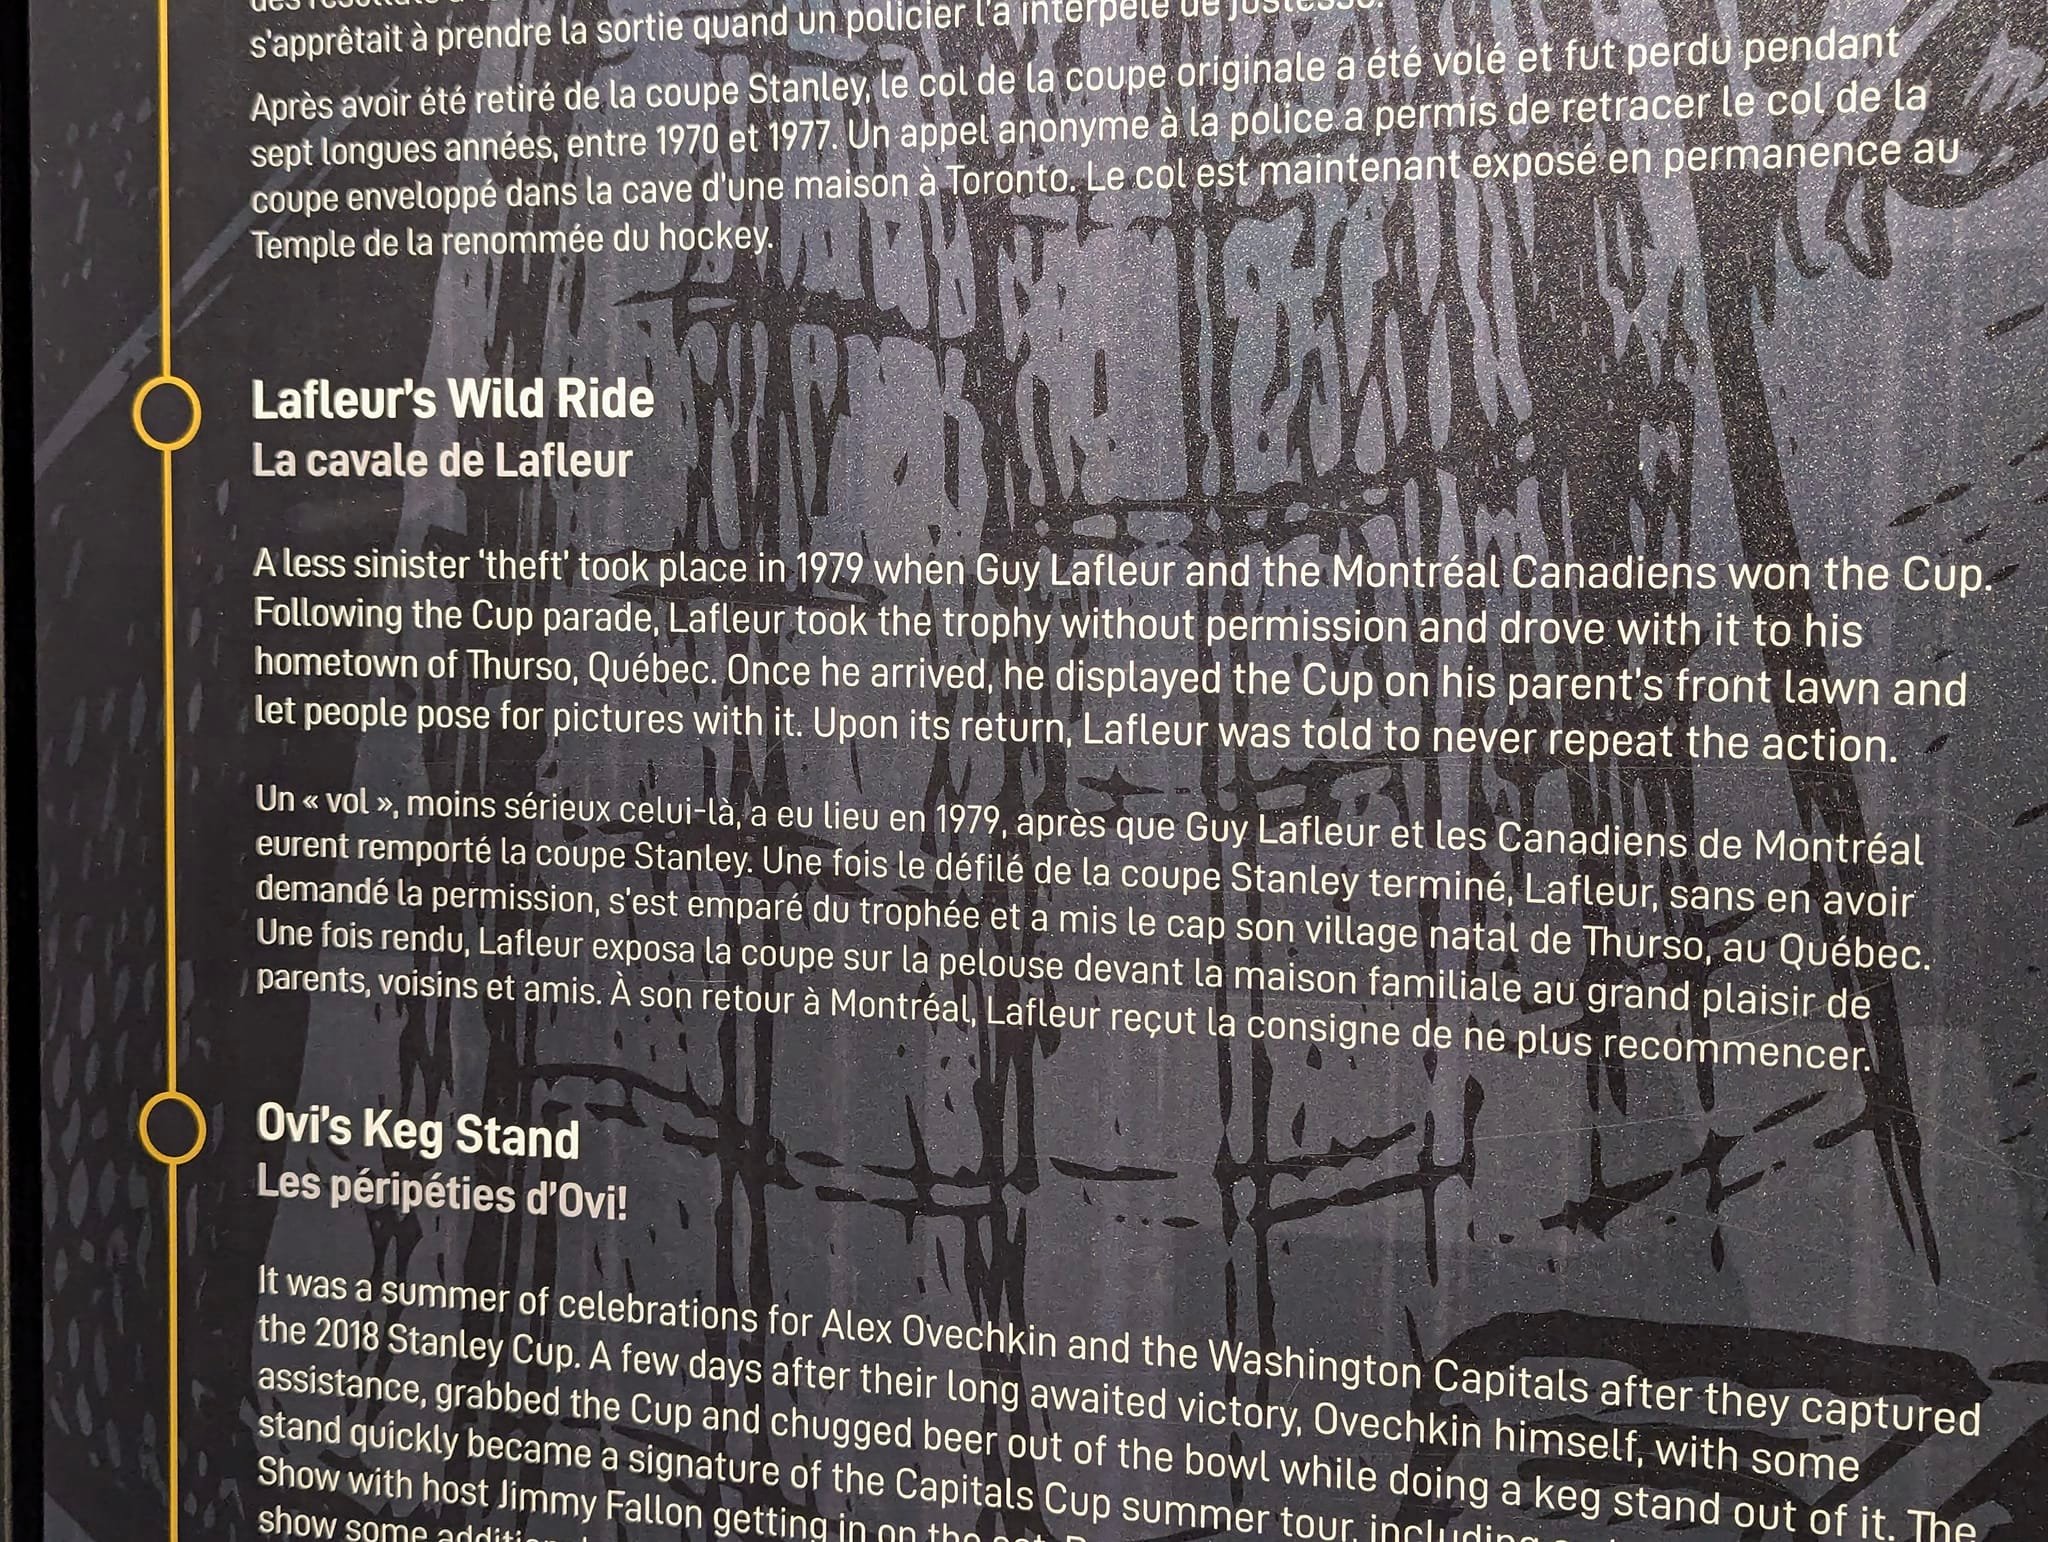 s'apprêtait à prendre la sortie quand un policier l'a interpelé de justesse.
Après avoir été retiré de la coupe Stanley, le col de la coupe originale a été volé et fut perdu pendant
sept longues années, entre 1970 et 1977. Un appel anonyme à la police a permis de retracer le col de la
coupe enveloppé dans la cave d'une maison à Toronto. Le col est maintenant exposé en permanence au
Temple de la renommée du hockey.
Lafleur's Wild Ride
La cavale de Lafleur
A less sinister 'theft' took place in 1979 when Guy Lafleur and the Montréal Canadiens won the Cup.
Following the Cup parade, Lafleur took the trophy without permission and drove with it to his
hometown of Thurso, Québec. Once he arrived, he displayed the Cup on his parent's front lawn and
let people pose for pictures with it. Upon its return, Lafleur was told to never repeat the action.
Un « vol », moins sérieux celui-là, a eu lieu en 1979, après que Guy Lafleur et les Canadiens de Montréal
eurent remporté la coupe Stanley. Une fois le défilé de la coupe Stanley terminé, Lafleur, sans en avoir
demandé la permission, s'est emparé du trophée et a mis le cap son village natal de Thurso, au Québec.
Une fois rendu, Lafleur exposa la coupe sur la pelouse devant la maison familiale au grand plaisir de
parents, voisins et amis. À son retour à Montréal, Lafleur reçut la consigne de ne plus recommencer.
Ovi's Keg Stand
Les péripéties d'Ovi!
It was a summer of celebrations for Alex Ovechkin and the Washington Capitals after they captured
the 2018 Stanley Cup. A few days after their long awaited victory, Ovechkin himself, with some
assistance, grabbed the Cup and chugged beer out of the bowl while doing a keg stand out of it. The
stand quickly became a signature of the Capitals Cup summer tour, including
Show with host Jimmy Fallon getting in on the
show some